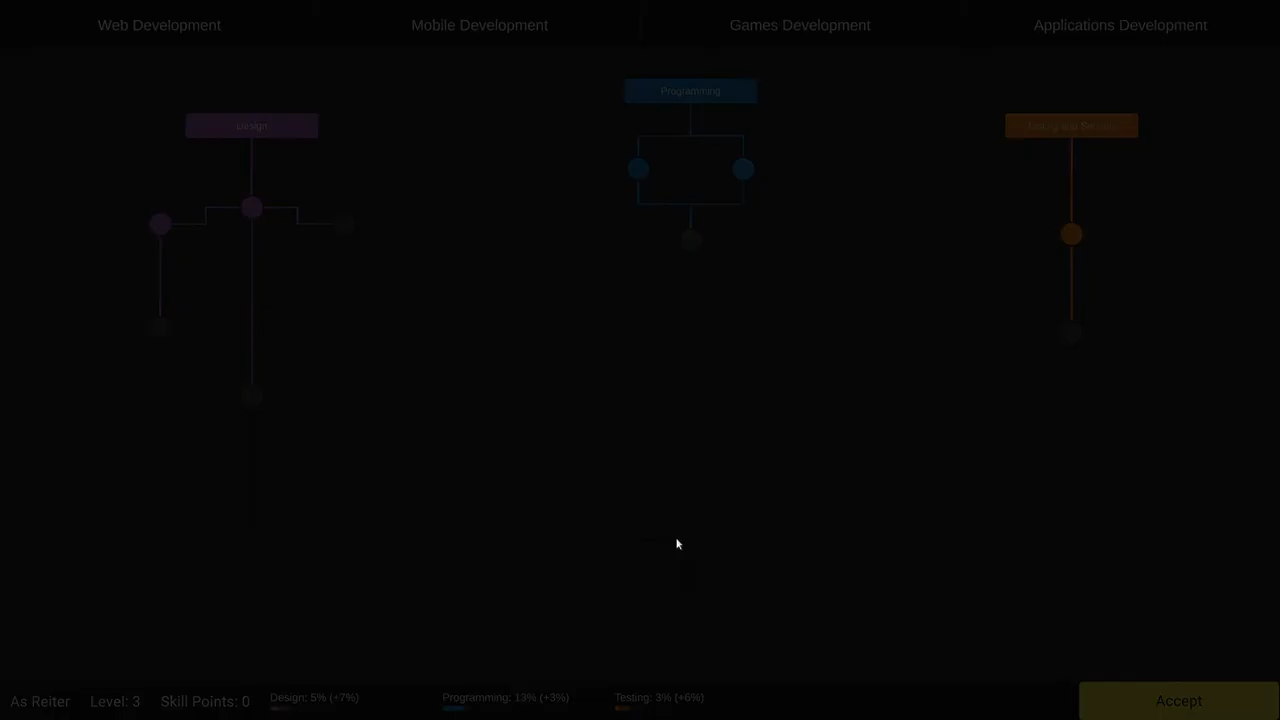 Web Development
Mobile Development
Games Development
Applications Development
Programming
Design
As Reiter
Level: 3
Skill Points: 0
Design: 5% (+7%)
Programming: 13% (+3%)
Testing: 3% (+6%)
Accept